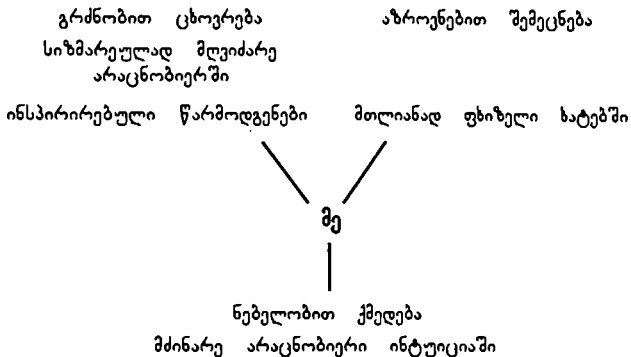 გრძნობით ცხოვრება
სიზმარეულად მღვიძარე
არაცნობიერში
ინსპირირებული წარმოდგენები
აზროვნებით შემეცნება
მთლიანად ფხიზელი ხატებში
მე
ნებელობით ქმედება
მძინარე არაცნობიერი ინტუიციაში